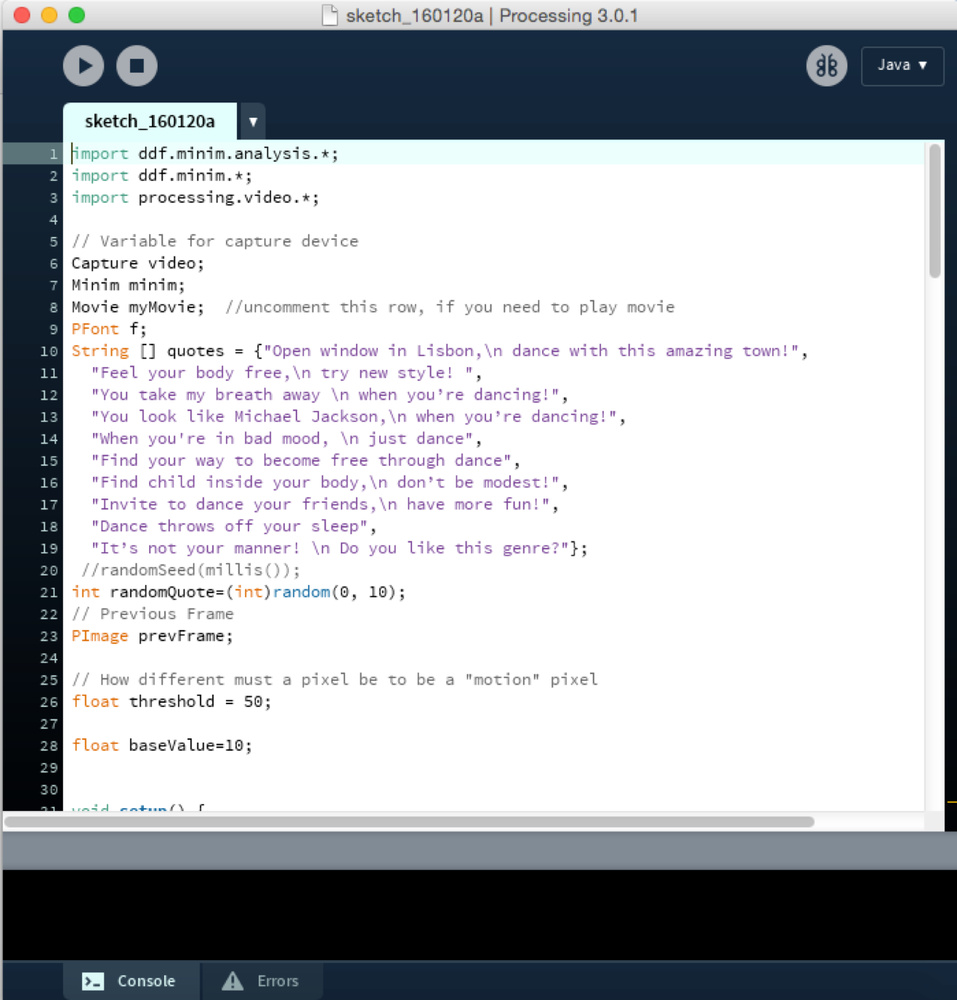 sketch_160120a | Processing 3.0.1
Java ▼
sketch_160120a ▼
1 import ddf.minim.analysis.*;
2 import ddf.minim.*;
3 import processing.video.*;
4
5 // Variable for capture device
6 Capture video;
7 Minim minim;
8 Movie myMovie;  //uncomment this row, if you need to play movie
9 PFont f;
10 String [] quotes = {"Open window in Lisbon,\n dance with this amazing town!",
11   "Feel your body free,\n try new style! ",
12   "You take my breath away \n when you’re dancing!",
13   "You look like Michael Jackson,\n when you’re dancing!",
14   "When you're in bad mood, \n just dance",
15   "Find your way to become free through dance",
16   "Find child inside your body,\n don’t be modest!",
17   "Invite to dance your friends,\n have more fun!",
18   "Dance throws off your sleep",
19   "It’s not your manner! \n Do you like this genre?"};
20  //randomSeed(millis());
21 int randomQuote=(int)random(0, 10);
22 // Previous Frame
23 PImage prevFrame;
24
25 // How different must a pixel be to be a "motion" pixel
26 float threshold = 50;
27
28 float baseValue=10;
29
30
31 void setup() {
>_ Console
Errors